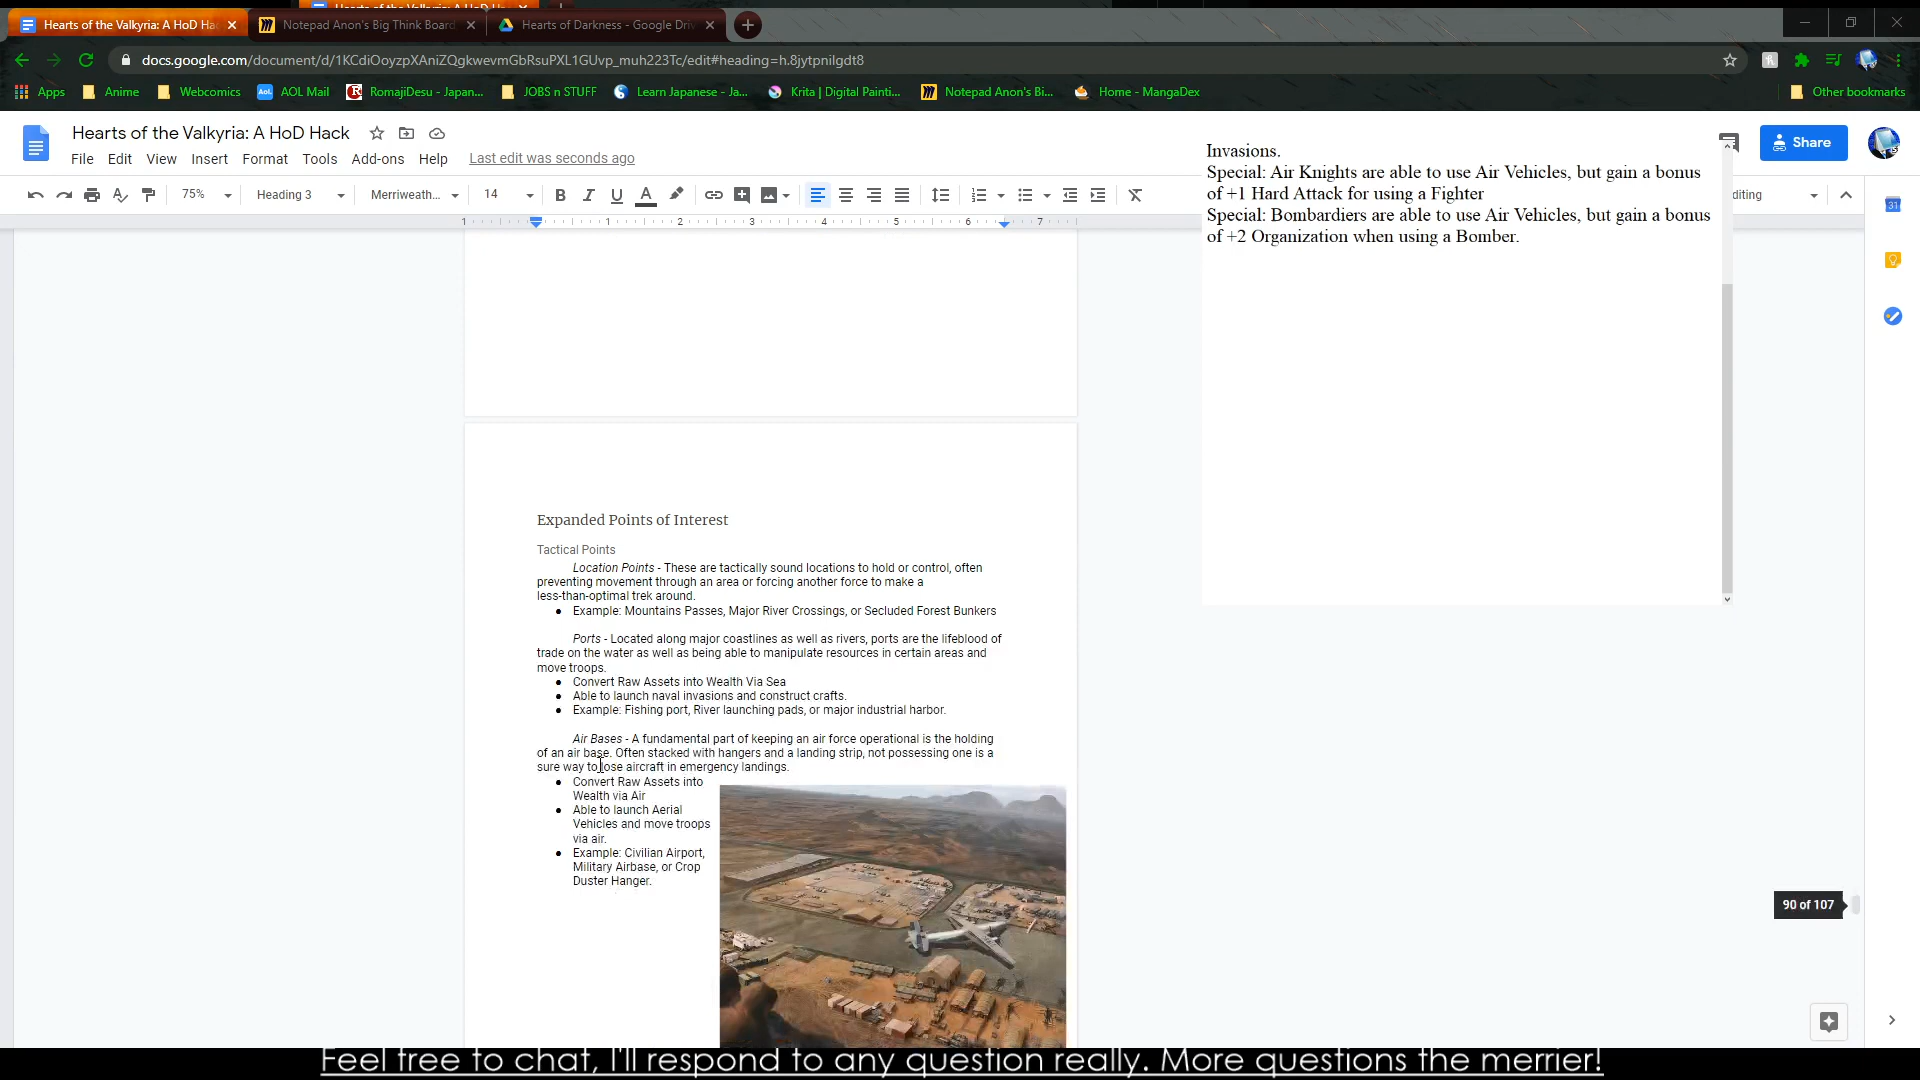 Hearts of the Valkyria: A HoD Ha
Notepad Anon's Big Think Board
Hearts of Darkness - Google Driv
docs.google.com/document/d/1KCdiOoyzpXAniZQgkwevmGbRsuPXL1GUvp_muh223Tc/edit#heading=h.8jytpnilgdt8
Apps
Anime
Webcomics
AOL Mail
RomajiDesu - Japan...
JOBS n STUFF
Learn Japanese - Ja...
Krita | Digital Painti...
Notepad Anon's Bi...
Home - MangaDex
Other bookmarks
Hearts of the Valkyria: A HoD Hack
File Edit View Insert Format Tools Add-ons Help Last edit was seconds ago
Share
75% Heading 3 Merriweath... 14
diting
1 1 2 3 4 5 6 7
Invasions.
Special: Air Knights are able to use Air Vehicles, but gain a bonus
of +1 Hard Attack for using a Fighter
Special: Bombardiers are able to use Air Vehicles, but gain a bonus
of +2 Organization when using a Bomber.
Expanded Points of Interest
Tactical Points
Location Points - These are tactically sound locations to hold or control, often
preventing movement through an area or forcing another force to make a
less-than-optimal trek around.
● Example: Mountains Passes, Major River Crossings, or Secluded Forest Bunkers
Ports - Located along major coastlines as well as rivers, ports are the lifeblood of
trade on the water as well as being able to manipulate resources in certain areas and
move troops.
● Convert Raw Assets into Wealth Via Sea
● Able to launch naval invasions and construct crafts.
● Example: Fishing port, River launching pads, or major industrial harbor.
Air Bases - A fundamental part of keeping an air force operational is the holding
of an air base. Often stacked with hangers and a landing strip, not possessing one is a
sure way to lose aircraft in emergency landings.
● Convert Raw Assets into
Wealth via Air
● Able to launch Aerial
Vehicles and move troops
via air.
● Example: Civilian Airport,
Military Airbase, or Crop
Duster Hanger.
90 of 107
Feel free to chat, I'll respond to any question really. More questions the merrier!